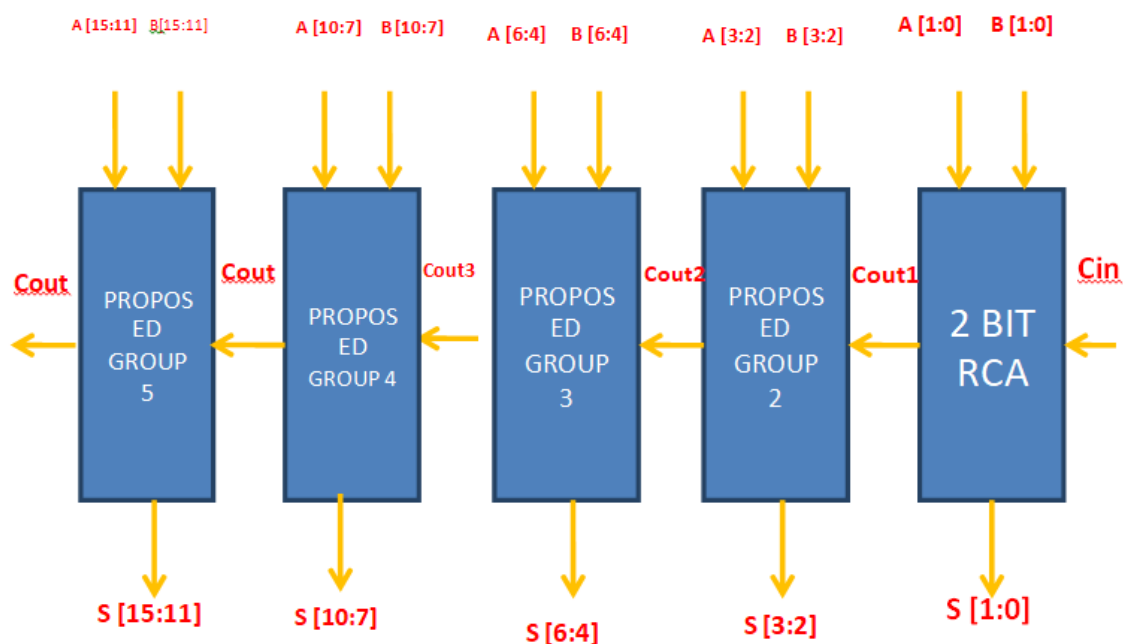 A [15:11] B[15:11]
A [10:7] B [10:7]
A [6:4] B [6:4]
A [3:2] B [3:2]
A [1:0] B [1:0]
Cout
PROPOS
ED
GROUP
5
Cout
PROPOS
ED
GROUP 4
Cout3
PROPOS
ED
GROUP
3
Cout2
PROPOS
ED
GROUP
2
Cout1
2 BIT
RCA
Cin
S [15:11]
S [10:7]
S [6:4]
S [3:2]
S [1:0]